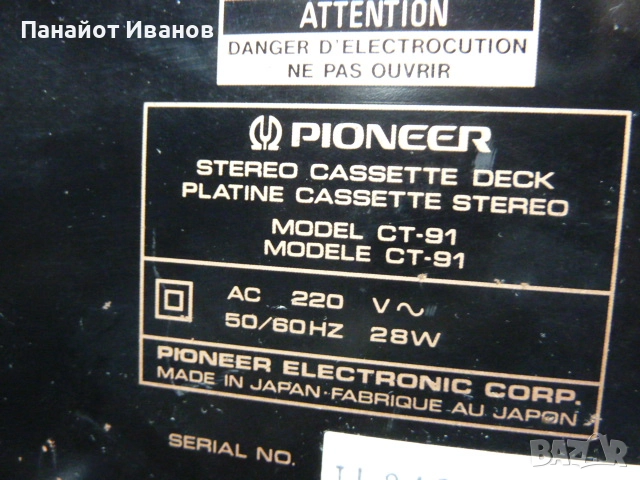 Панайот Иванов
ATTENTION
DANGER D'ELECTROCUTION
NE PAS OUVRIR
PIONEER
STEREO CASSETTE DECK
PLATINE CASSETTE STEREO
MODEL CT-91
MODELE CT-91
AC 220 V~
50/60HZ 28W
PIONEER ELECTRONIC CORP.
MADE IN JAPAN·FABRIQUE AU JAPON
SERIAL NO.
BAZAR